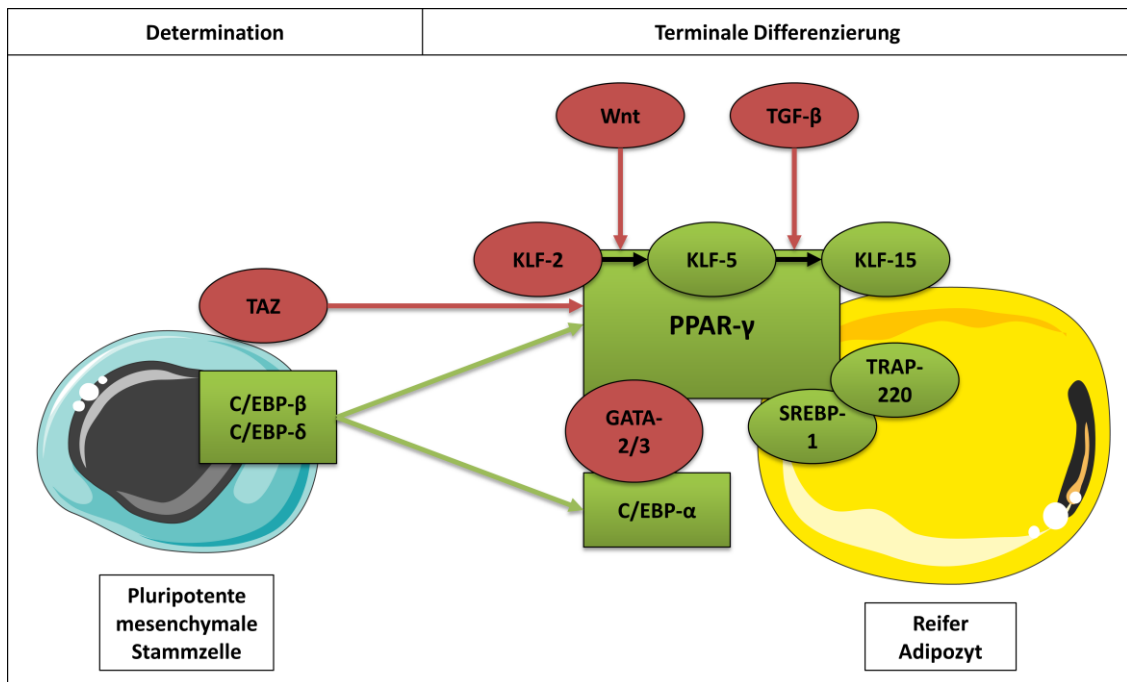 Determination
Terminale Differenzierung
Wnt
TGF-β
KLF-2
KLF-5
KLF-15
TAZ
PPAR-γ
TRAP-
220
C/EBP-β
C/EBP-δ
GATA-
2/3
SREBP-
1
C/EBP-α
Pluripotente
mesenchymale
Stammzelle
Reifer
Adipozyt